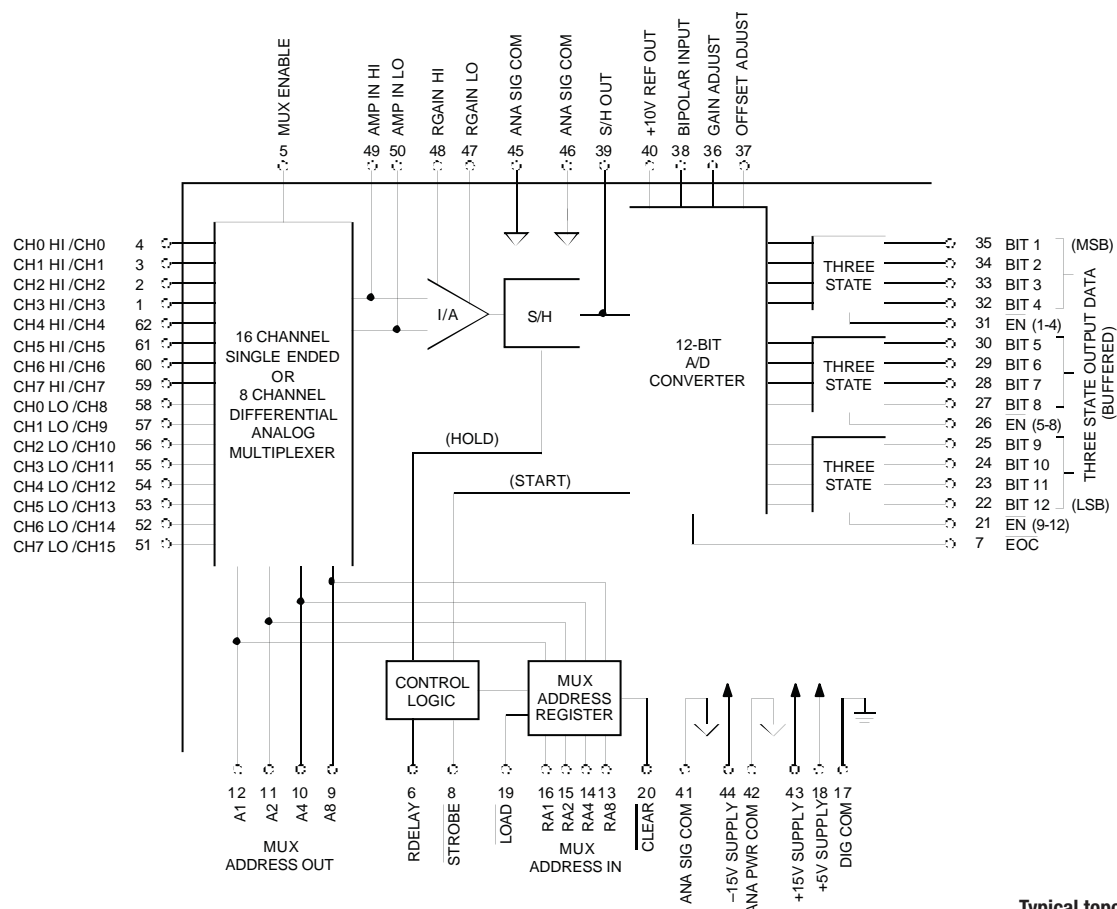 MUX ENABLE
AMP IN HI
AMP IN LO
RGAIN HI
RGAIN LO
ANA SIG COM
ANA SIG COM
S/H OUT
+10V REF OUT
BIPOLAR INPUT
GAIN ADJUST
OFFSET ADJUST
5 49 50 48 47 45 46 39 40 38 36 37
CH0 HI /CH0 4
CH1 HI /CH1 3
CH2 HI /CH2 2
CH3 HI /CH3 1
CH4 HI /CH4 62
CH5 HI /CH5 61
CH6 HI /CH6 60
CH7 HI /CH7 59
CH0 LO /CH8 58
CH1 LO /CH9 57
CH2 LO /CH10 56
CH3 LO /CH11 55
CH4 LO /CH12 54
CH5 LO /CH13 53
CH6 LO /CH14 52
CH7 LO /CH15 51
16 CHANNEL
SINGLE ENDED
OR
8 CHANNEL
DIFFERENTIAL
ANALOG
MULTIPLEXER
I/A
S/H
(HOLD)
(START)
12-BIT
A/D
CONVERTER
THREE
STATE
THREE
STATE
THREE
STATE
35 BIT 1 (MSB)
34 BIT 2
33 BIT 3
32 BIT 4
31 EN (1-4)
30 BIT 5
29 BIT 6
28 BIT 7
27 BIT 8
26 EN (5-8)
25 BIT 9
24 BIT 10
23 BIT 11
22 BIT 12 (LSB)
21 EN (9-12)
7 EOC
THREE STATE OUTPUT DATA
(BUFFERED)
CONTROL
LOGIC
MUX
ADDRESS
REGISTER
12 11 10 9 6 8 19 16 15 14 13 20 41 44 42 43 18 17
A1
A2
A4
A8
MUX
ADDRESS OUT
RDELAY
STROBE
LOAD
RA1
RA2
RA4
RA8
MUX
ADDRESS IN
CLEAR
ANA SIG COM
–15V SUPPLY
ANA PWR COM
+15V SUPPLY
+5V SUPPLY
DIG COM